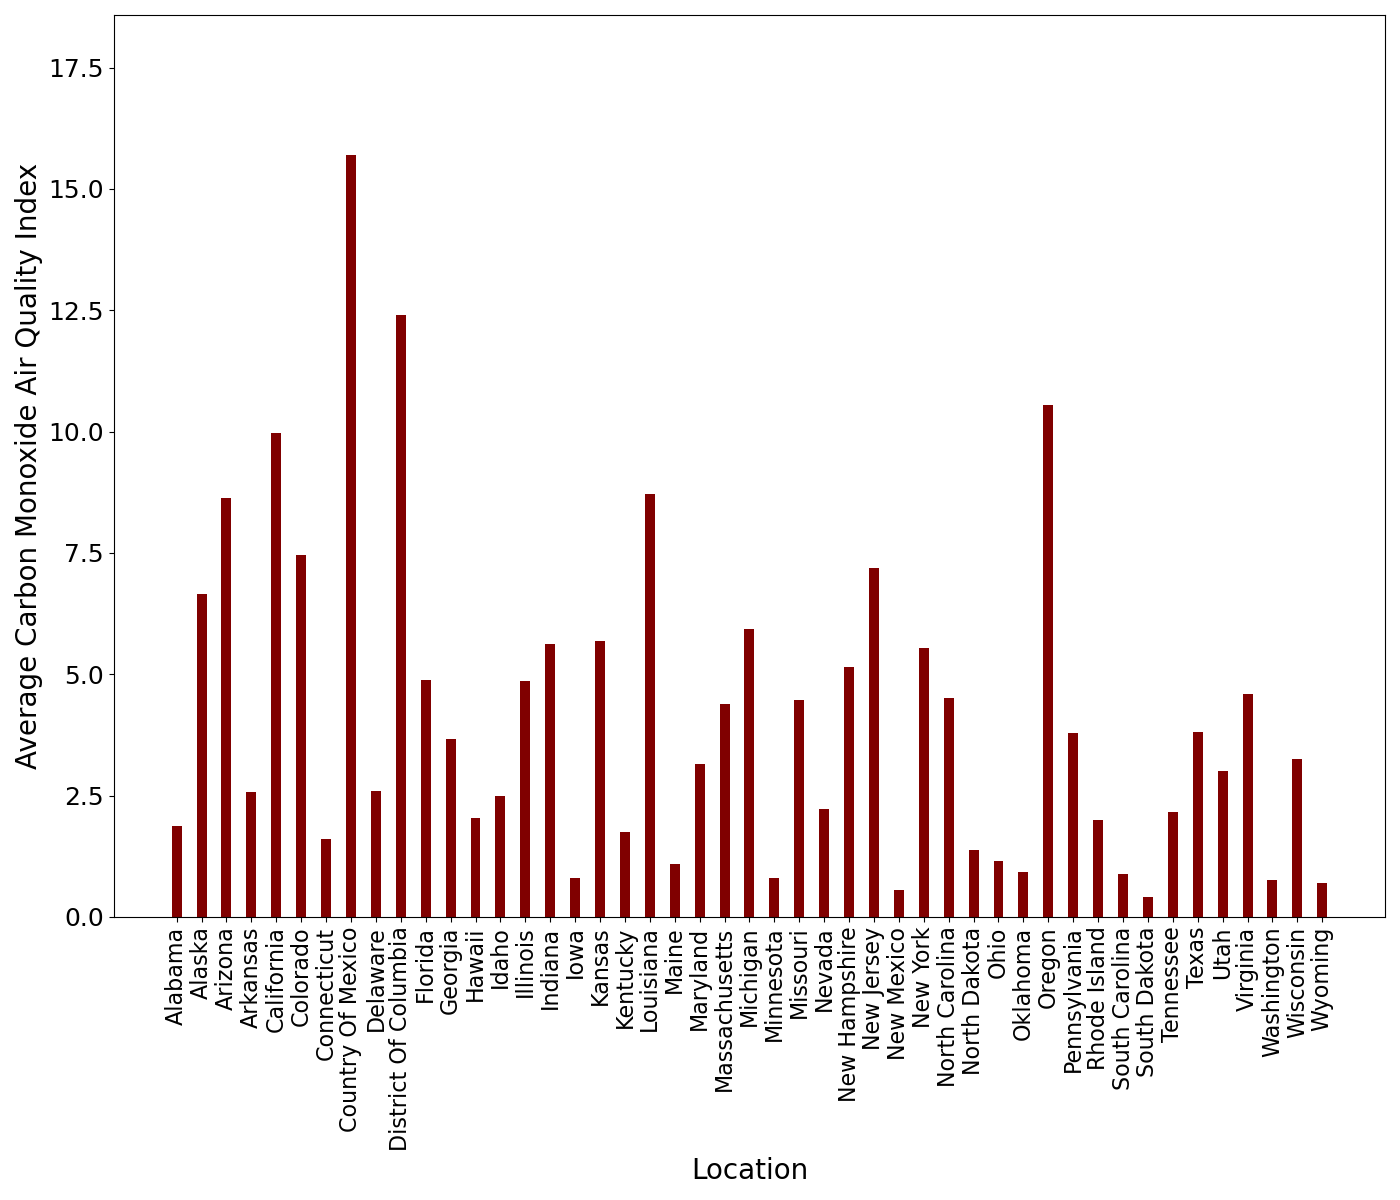 Average Carbon Monoxide Air Quality Index
17.5
15.0
12.5
10.0
7.5
5.0
2.5
0.0
Alabama
Alaska
Arizona
Arkansas
California
Colorado
Connecticut
Country Of Mexico
Delaware
District Of Columbia
Florida
Georgia
Hawaii
Idaho
Illinois
Indiana
Iowa
Kansas
Kentucky
Louisiana
Maine
Maryland
Massachusetts
Michigan
Minnesota
Missouri
Nevada
New Hampshire
New Jersey
New Mexico
New York
North Carolina
North Dakota
Ohio
Oklahoma
Oregon
Pennsylvania
Rhode Island
South Carolina
South Dakota
Tennessee
Texas
Utah
Virginia
Washington
Wisconsin
Wyoming
Location